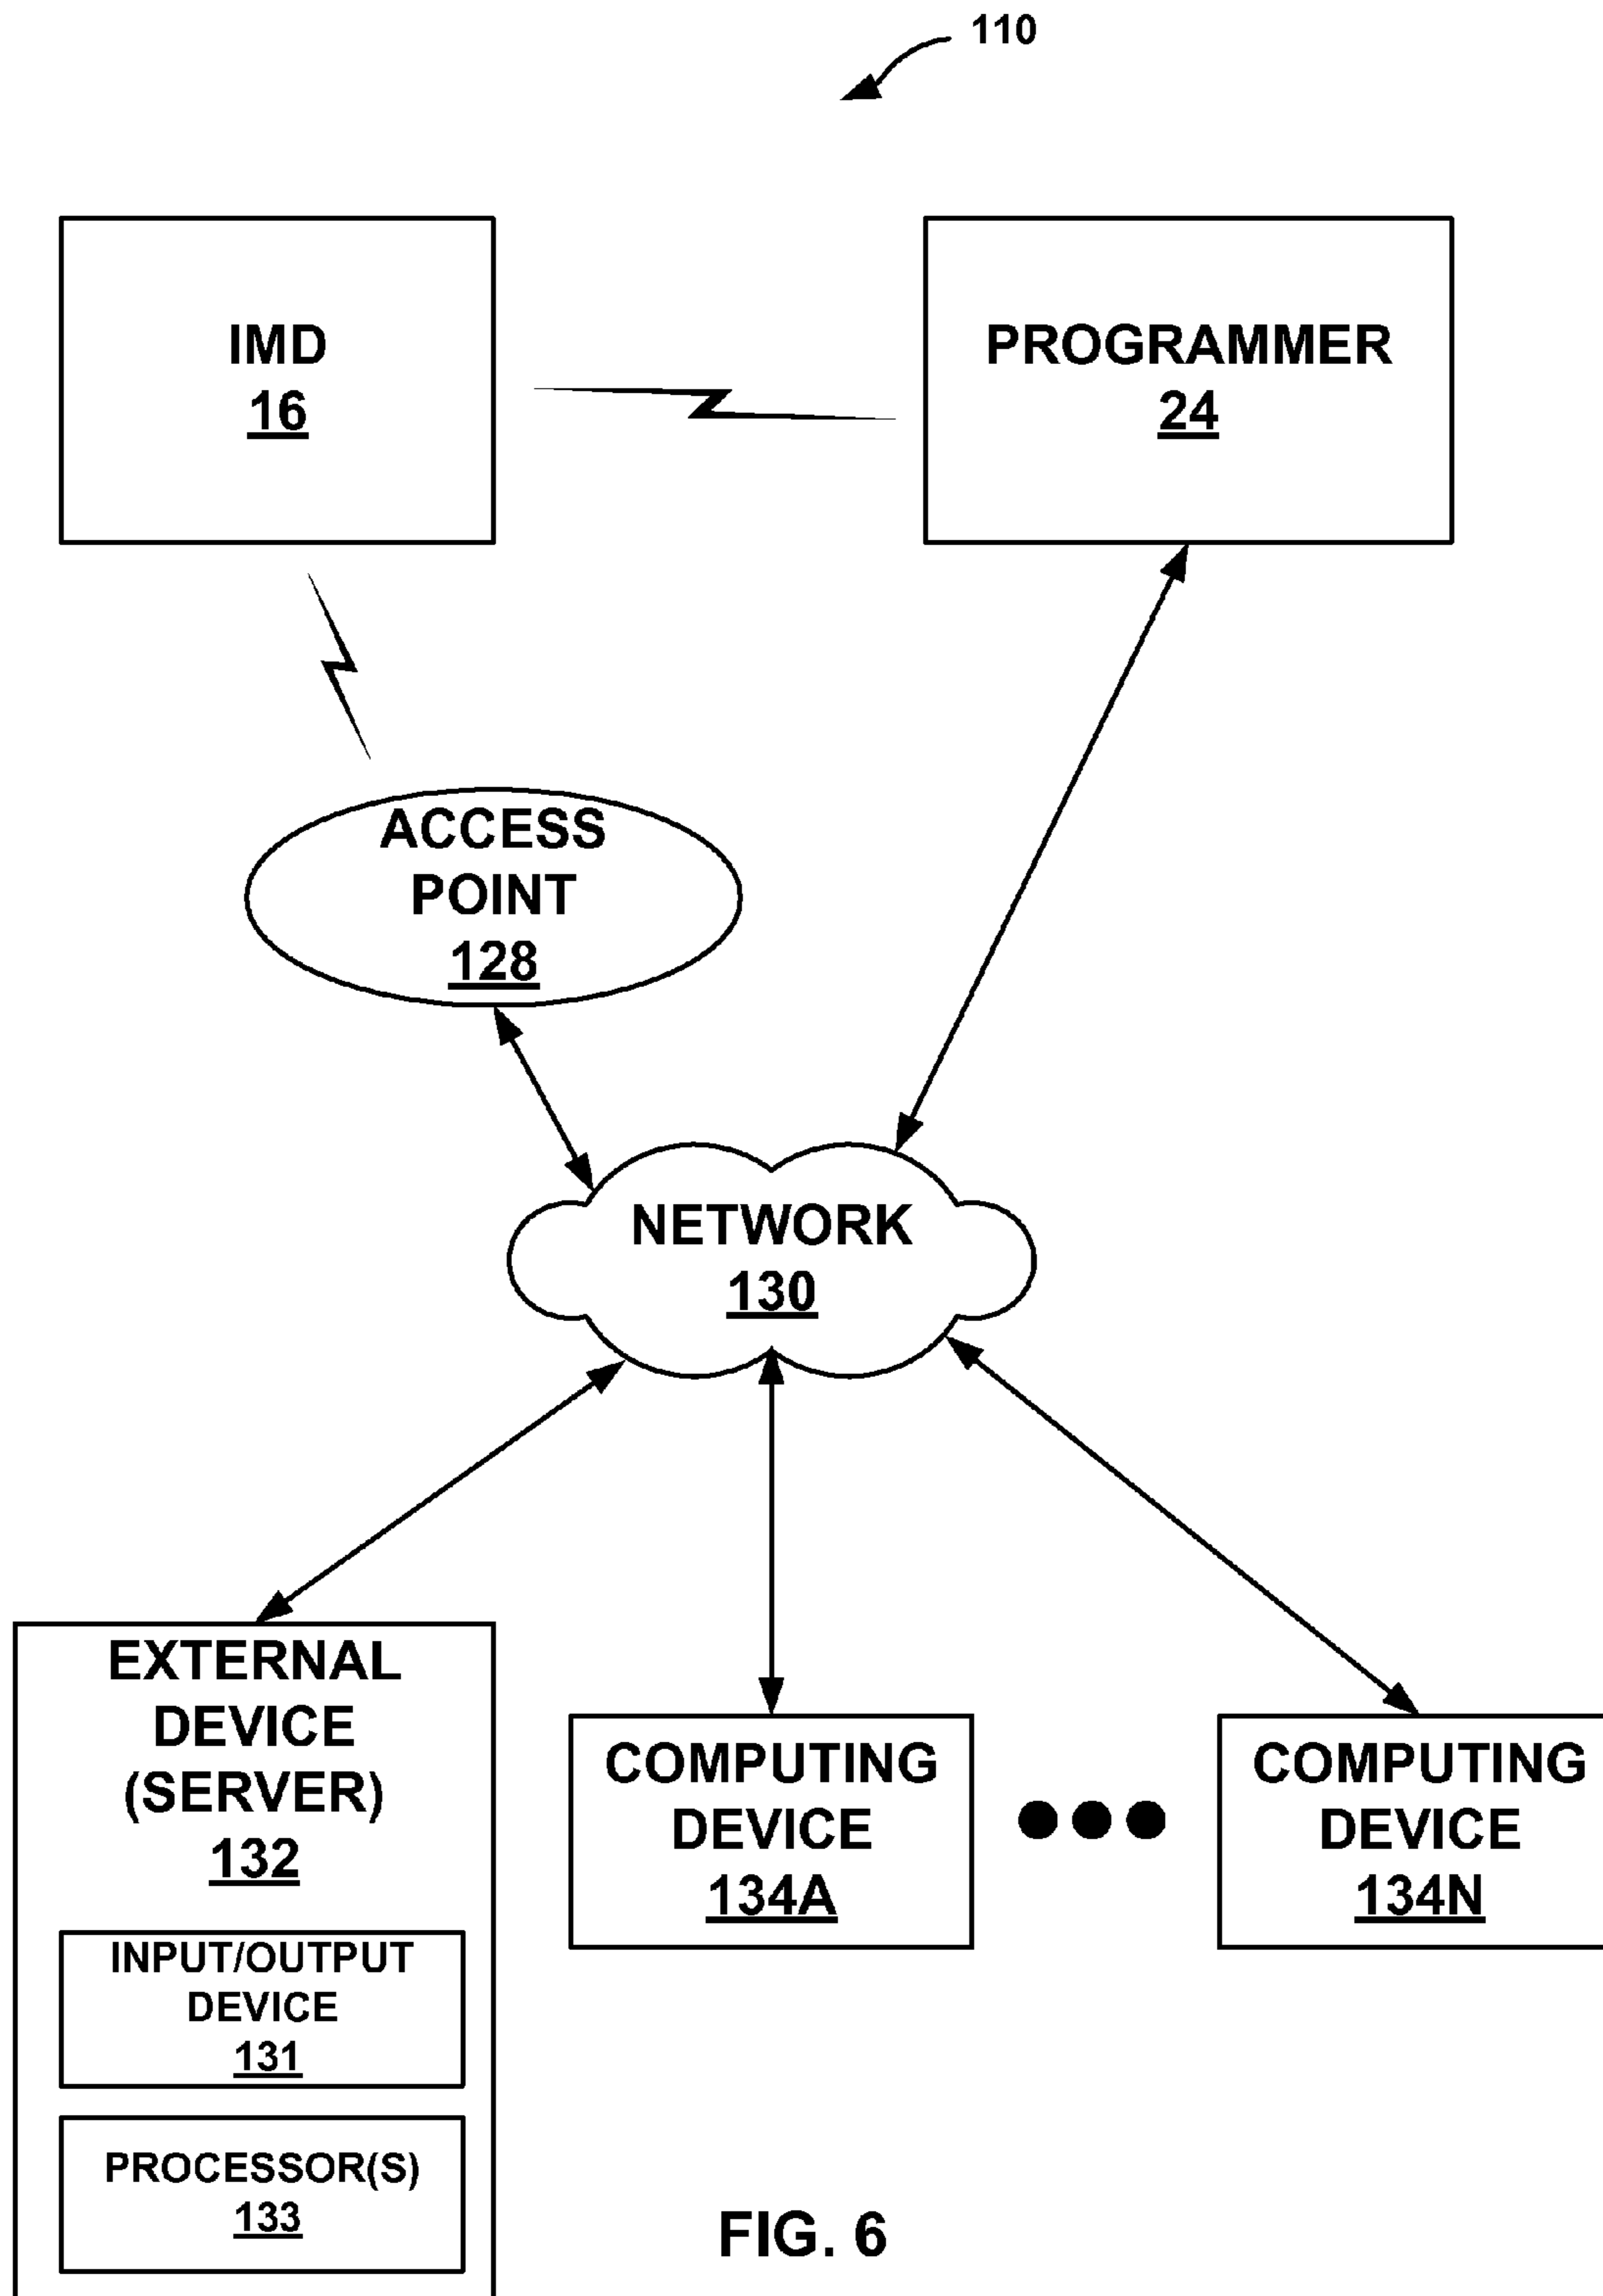 110
IMD
16
PROGRAMMER
24
ACCESS
POINT
128
NETWORK
130
EXTERNAL
DEVICE
(SERVER)
132
INPUT/OUTPUT
DEVICE
131
PROCESSOR(S)
133
COMPUTING
DEVICE
134A
COMPUTING
DEVICE
134N
FIG. 6